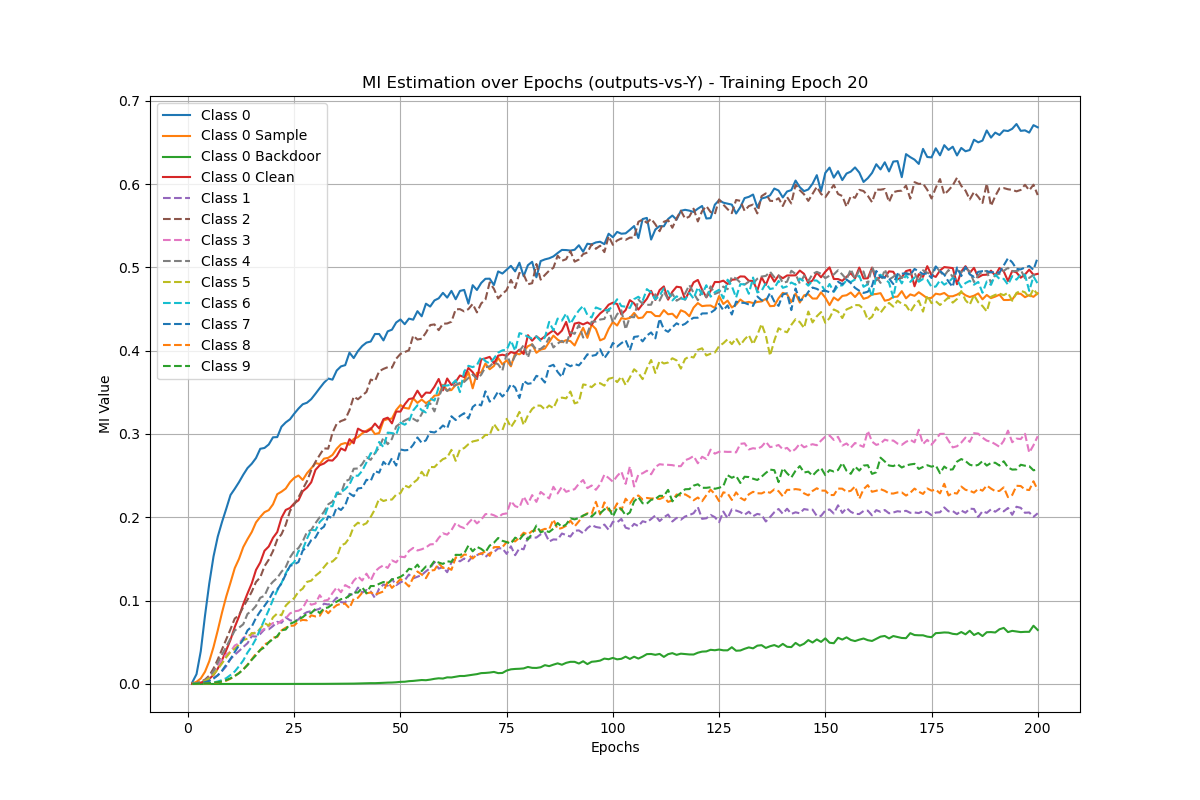 MI Estimation over Epochs (outputs-vs-Y) - Training Epoch 20
0.7
0.6
0.5
0.4
0.3
0.2
0.1
0.0
MI Value
Class 0
Class 0 Sample
Class 0 Backdoor
Class 0 Clean
Class 1
Class 2
Class 3
Class 4
Class 5
Class 6
Class 7
Class 8
Class 9
0 25 50 75 100 125 150 175 200
Epochs